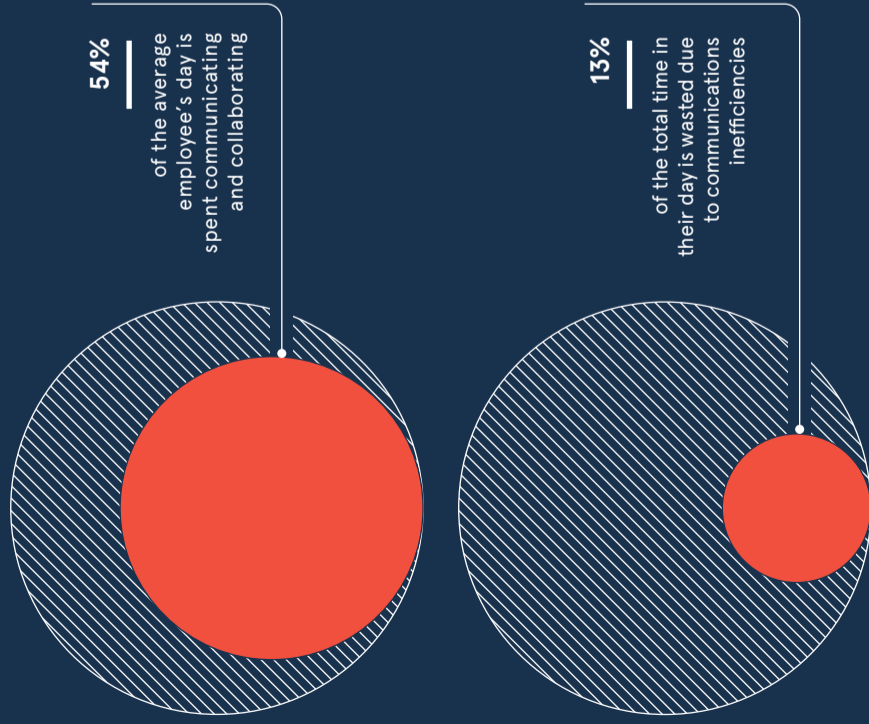 54%
of the average
employee´s day is
spent communicating
and collaborating
13%
of the total time in
their day is wasted due
to communications
inefficiencies